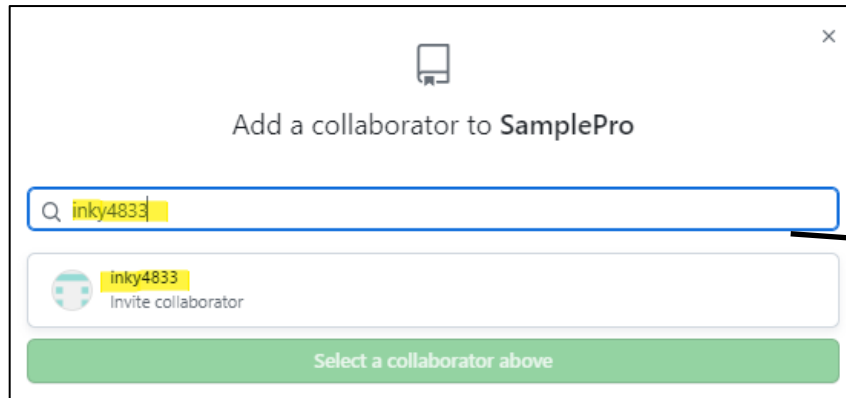 Add a collaborator to SamplePro
inky4833
inky4833
Invite collaborator
Select a collaborator above